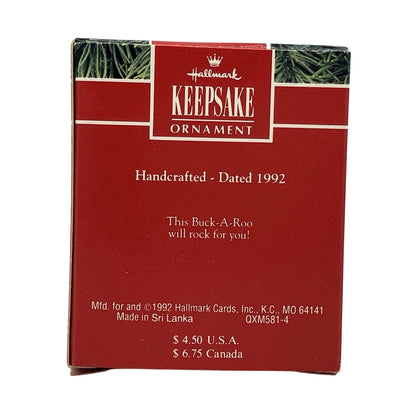 Hallmark
KEEPSAKE
ORNAMENT
Handcrafted - Dated 1992
This Buck-A-Roo
will rock for you!
Mfd. for and ©1992 Hallmark Cards, Inc., K.C., MO 64141
Made in Sri Lanka QXM581-4
$ 4.50 U.S.A.
$ 6.75 Canada